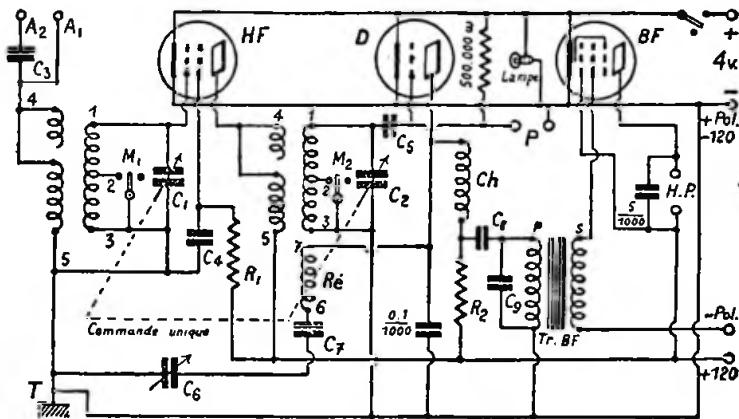 A2 A1
C3
4
5
1
2
3
M1
C1
HF
C4
R1
4
5
1
2
3
M2
C2
D
C5
500.000 ω
3
Lampe
P
BF
+
4v.
-
+ Pol.
-120
H.P.
5/1000
Ch
C8
P
S
C9
R2
Tr. BF
7
Ré
6
C7
0.1/1000
Commande unique
C6
T
-Pol.
+120